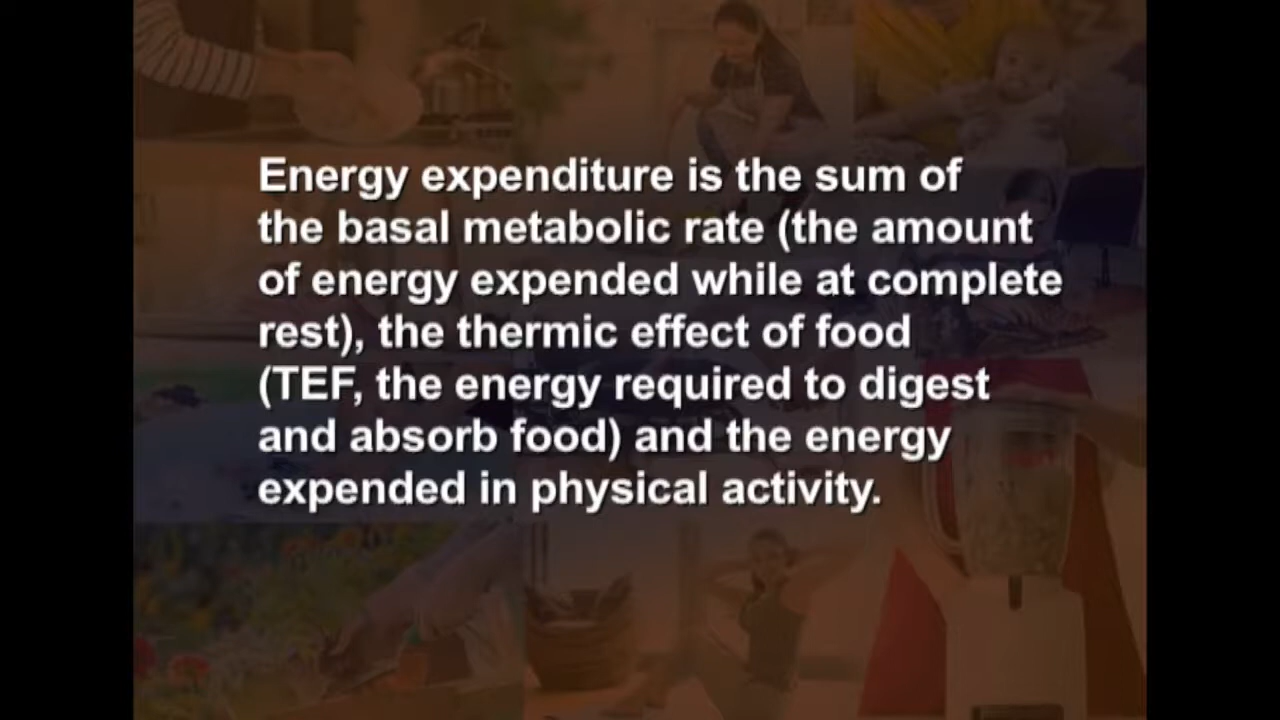 Energy expenditure is the sum of
the basal metabolic rate (the amount
of energy expended while at complete
rest), the thermic effect of food
(TEF, the energy required to digest
and absorb food) and the energy
expended in physical activity.